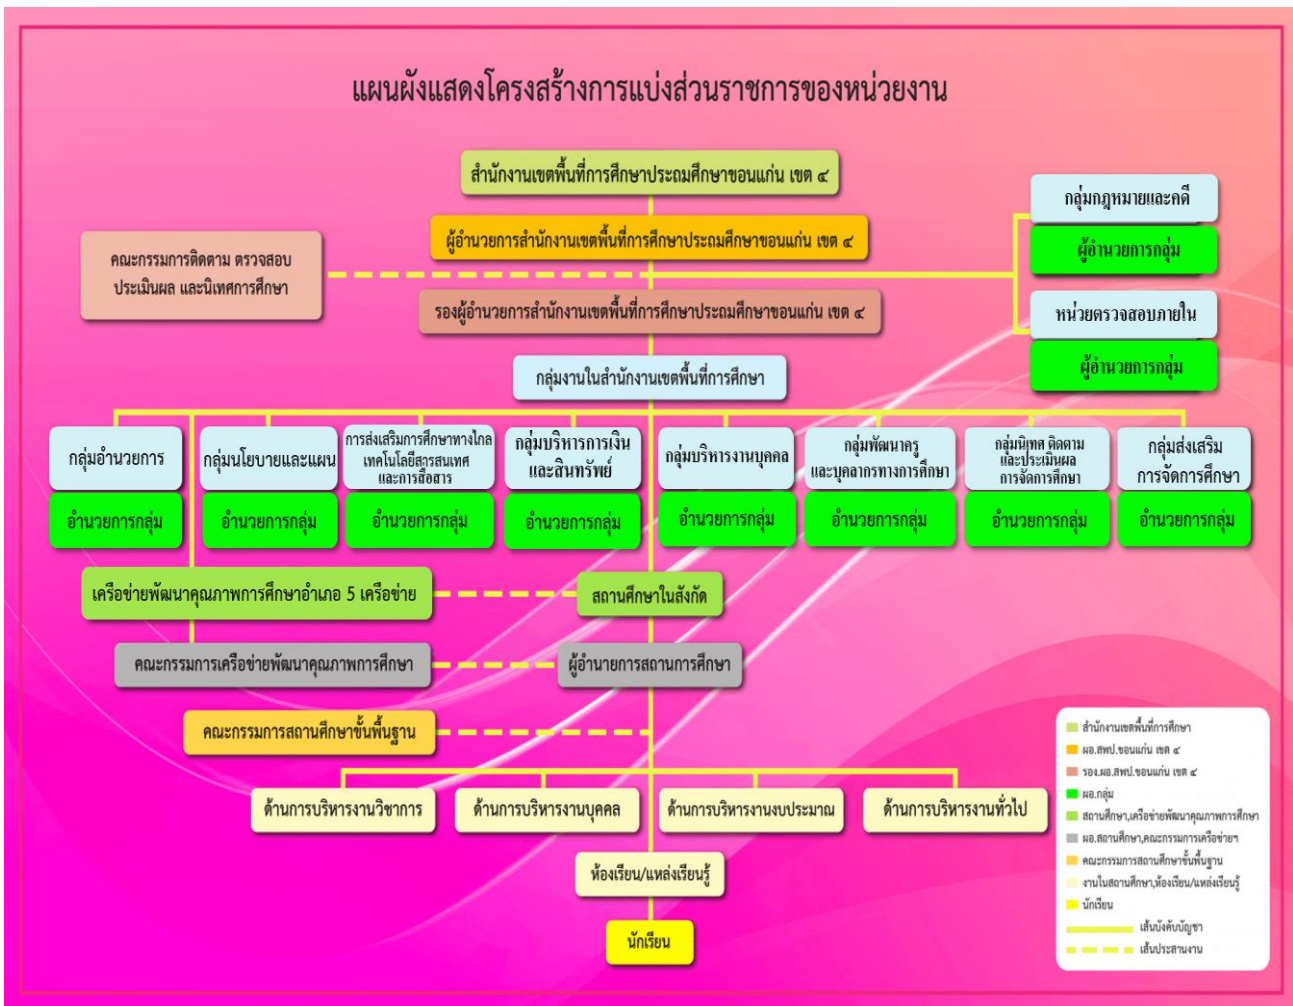 แผนผังแสดงโครงสร้างการแบ่งส่วนราชการของหน่วยงาน
สำนักงานเขตพื้นที่การศึกษาประถมศึกษาขอนแก่น เขต ๔
ผู้อำนวยการสำนักงานเขตพื้นที่การศึกษาประถมศึกษาขอนแก่น เขต ๔
กลุ่มกฎหมายและคดี
ผู้อำนวยการกลุ่ม
คณะกรรมการติดตาม ตรวจสอบ
ประเมินผล และนิเทศการศึกษา
รองผู้อำนวยการสำนักงานเขตพื้นที่การศึกษาประถมศึกษาขอนแก่น เขต ๔
หน่วยตรวจสอบภายใน
ผู้อำนวยการกลุ่ม
กลุ่มงานในสำนักงานเขตพื้นที่การศึกษา
กลุ่มอำนวยการ
อำนวยการกลุ่ม
กลุ่มนโยบายและแผน
อำนวยการกลุ่ม
การส่งเสริมการศึกษาทางไกล
เทคโนโลยีสารสนเทศ
และการสื่อสาร
อำนวยการกลุ่ม
กลุ่มบริหารการเงิน
และสินทรัพย์
อำนวยการกลุ่ม
กลุ่มบริหารงานบุคคล
อำนวยการกลุ่ม
กลุ่มพัฒนาครู
และบุคลากรทางการศึกษา
อำนวยการกลุ่ม
กลุ่มนิเทศ ติดตาม
และประเมินผล
การจัดการศึกษา
อำนวยการกลุ่ม
กลุ่มส่งเสริม
การจัดการศึกษา
อำนวยการกลุ่ม
เครือข่ายพัฒนาคุณภาพการศึกษาอำเภอ 5 เครือข่าย
สถานศึกษาในสังกัด
คณะกรรมการเครือข่ายพัฒนาคุณภาพการศึกษา
ผู้อำนายการสถานการศึกษา
คณะกรรมการสถานศึกษาขั้นพื้นฐาน
ด้านการบริหารงานวิชาการ
ด้านการบริหารงานบุคคล
ด้านการบริหารงานงบประมาณ
ด้านการบริหารงานทั่วไป
ห้องเรียน/แหล่งเรียนรู้
นักเรียน
สำนักงานเขตพื้นที่การศึกษา
ผอ.สพป.ขอนแก่น เขต ๔
รอง.ผอ.สพป.ขอนแก่น เขต ๔
ผอ.กลุ่ม
สถานศึกษา,เครือข่ายพัฒนาคุณภาพการศึกษา
ผอ.สถานศึกษา,คณะกรรมการเครือข่ายฯ
คณะกรรมการสถานศึกษาขั้นพื้นฐาน
งานในสถานศึกษา,ห้องเรียน/แหล่งเรียนรู้
นักเรียน
เส้นบังคับบัญชา
เส้นประสานงาน